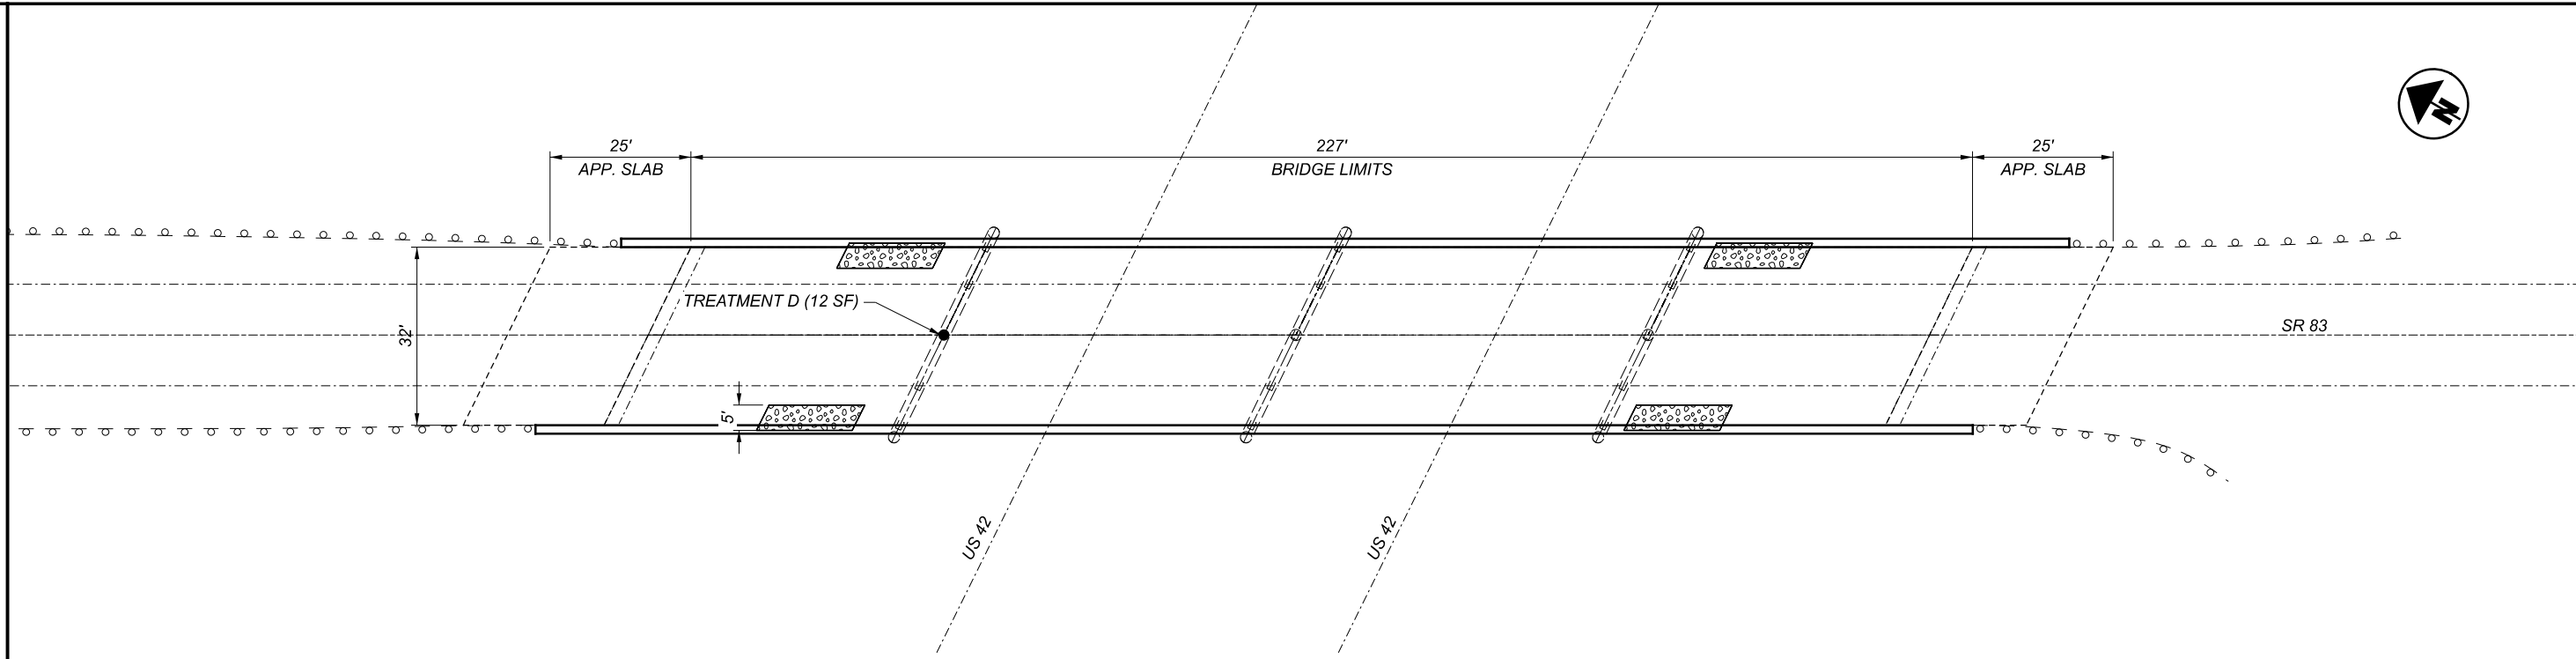 N
25'
APP. SLAB
227'
BRIDGE LIMITS
25'
APP. SLAB
TREATMENT D (12 SF)
32'
SR 83
5'
US 42
US 42